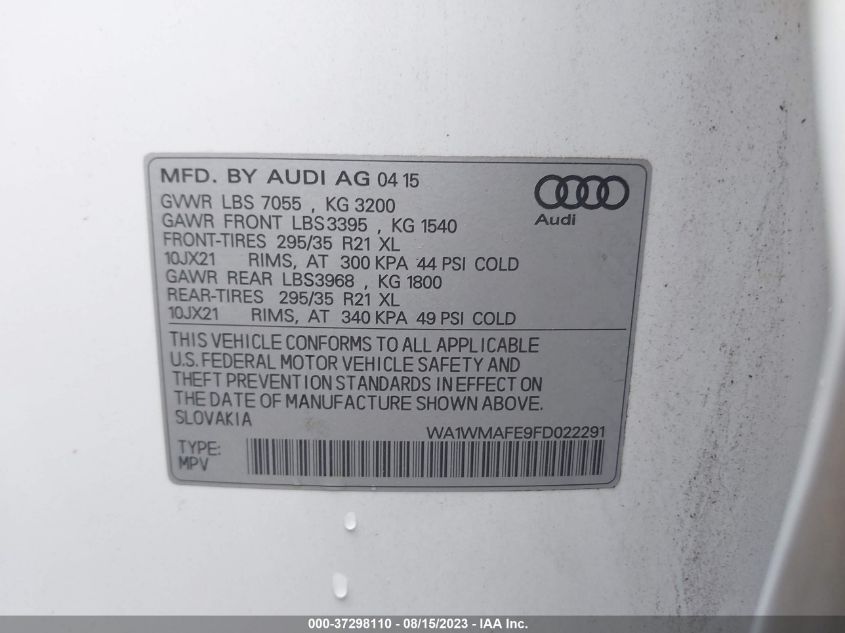 MFD. BY AUDI AG 04 15
GVWR LBS 7055 , KG 3200
GAWR FRONT LBS3395 , KG 1540
FRONT-TIRES 295/35 R21 XL
10JX21 RIMS, AT 300 KPA 44 PSI COLD
GAWR REAR LBS3968 , KG 1800
REAR-TIRES 295/35 R21 XL
10JX21 RIMS, AT 340 KPA 49 PSI COLD
Audi
THIS VEHICLE CONFORMS TO ALL APPLICABLE
U.S. FEDERAL MOTOR VEHICLE SAFETY AND
THEFT PREVENTION STANDARDS IN EFFECT ON
THE DATE OF MANUFACTURE SHOWN ABOVE.
SLOVAKIA
WA1WMAFE9FD022291
TYPE:
MPV
000-37298110 - 08/15/2023 - IAAI.com